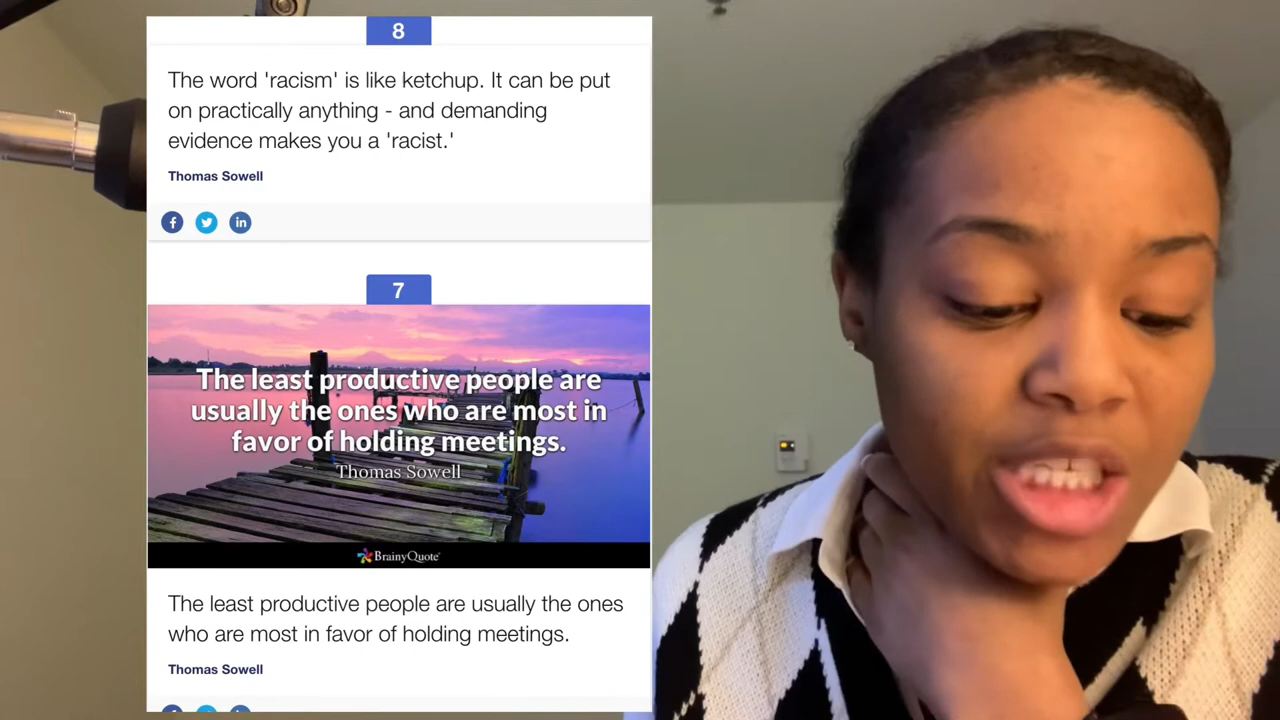 8
The word 'racism' is like ketchup. It can be put
on practically anything - and demanding
evidence makes you a 'racist.'
Thomas Sowell
f
in
7
The least productive people are
usually the ones who are most in
favor of holding meetings.
Thomas Sowell
BrainyQuote
The least productive people are usually the ones
who are most in favor of holding meetings.
Thomas Sowell